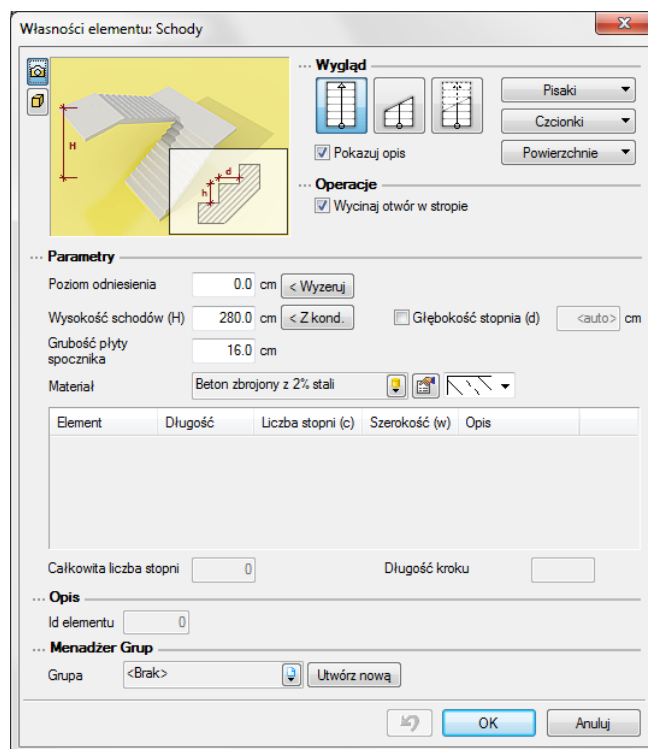 Własności elementu: Schody
H
d
h
Wygląd
Pisaki
Czcionki
Pokazuj opis
Powierzchnie
Operacje
Wycinaj otwór w stropie
Parametry
Poziom odniesienia 0.0 cm < Wyzeruj
Wysokość schodów (H) 280.0 cm < Z kond. Głębokość stopnia (d) <auto> cm
Grubość płyty spocznika 16.0 cm
Materiał Beton zbrojony z 2% stali
Element Długość Liczba stopni (c) Szerokość (w) Opis
Całkowita liczba stopni 0 Długość kroku
Opis
Id elementu 0
Menadżer Grup
Grupa <Brak> Utwórz nową
OK Anuluj